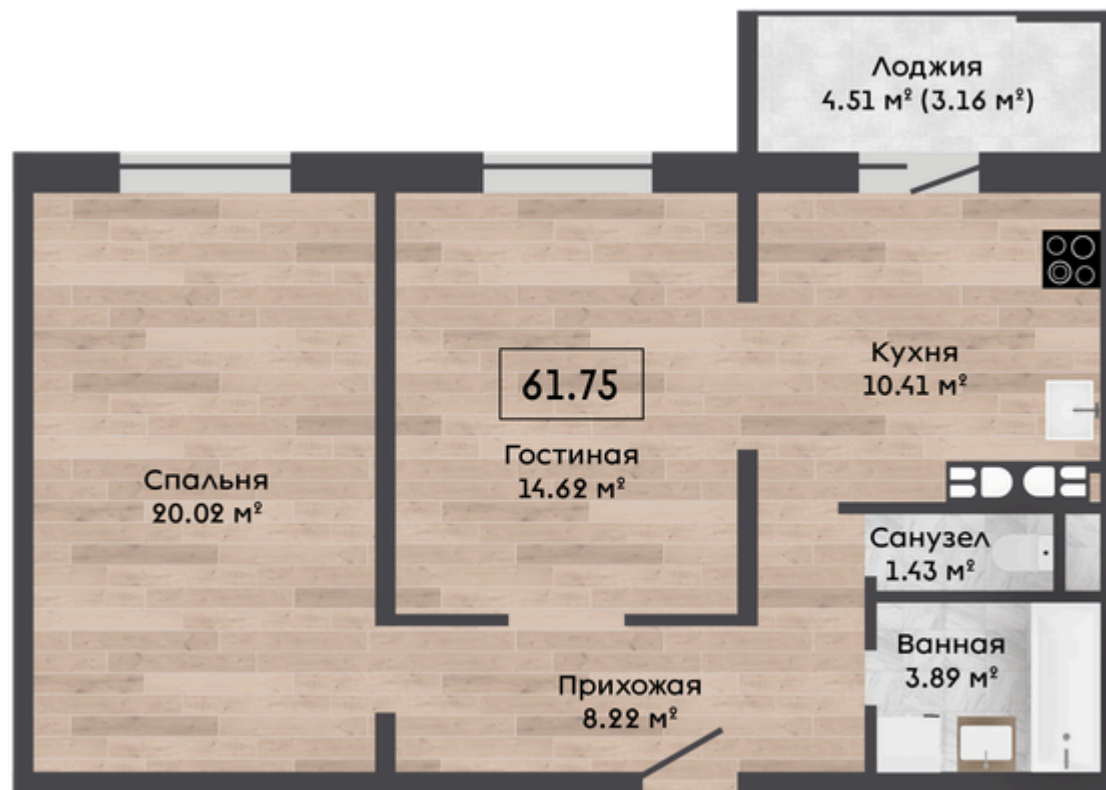 Лоджия
4.51 м² (3.16 м²)
Кухня
10.41 м²
61.75
Гостиная
14.62 м²
Спальня
20.02 м²
Санузел
1.43 м²
Ванная
3.89 м²
Прихожая
8.22 м²